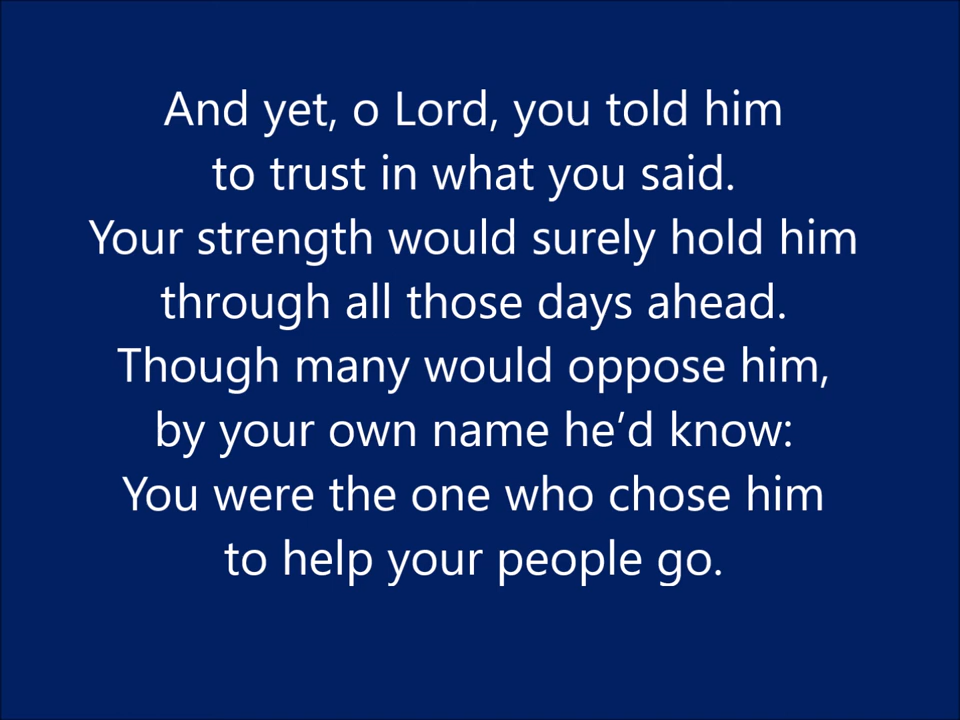 And yet, o Lord, you told him
to trust in what you said.
Your strength would surely hold him
through all those days ahead.
Though many would oppose him,
by your own name he’d know:
You were the one who chose him
to help your people go.